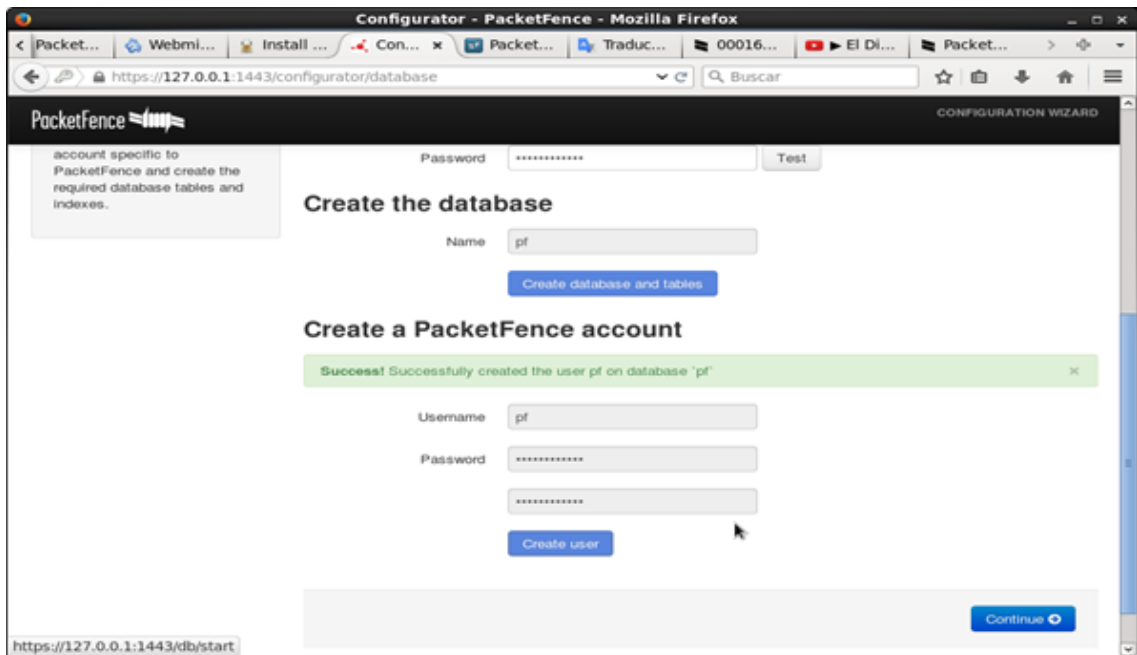 Configurator - PacketFence - Mozilla Firefox
Packet... Webmi... Install ... Con... Packet... Traduc... 00016... El Di... Packet...
https://127.0.0.1:1443/configurator/database Buscar
PacketFence CONFIGURATION WIZARD
account specific to
PacketFence and create the
required database tables and
indexes.
Password ············ Test
Create the database
Name pf
Create database and tables
Create a PacketFence account
Success! Successfully created the user pf on database 'pf'
Username pf
Password ············
············
Create user
Continue
https://127.0.0.1:1443/db/start